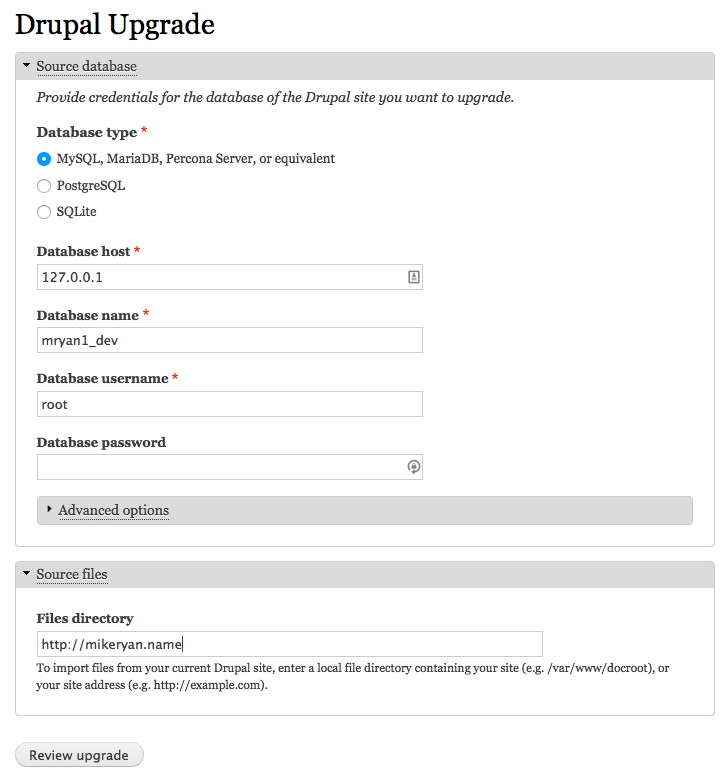 Drupal Upgrade
Source database
Provide credentials for the database of the Drupal site you want to upgrade.
Database type *
MySQL, MariaDB, Percona Server, or equivalent
PostgreSQL
SQLite
Database host *
127.0.0.1
Database name *
mryan1_dev
Database username *
root
Database password
Advanced options
Source files
Files directory
http://mikeryan.name
To import files from your current Drupal site, enter a local file directory containing your site (e.g. /var/www/docroot), or
your site address (e.g. http://example.com).
Review upgrade